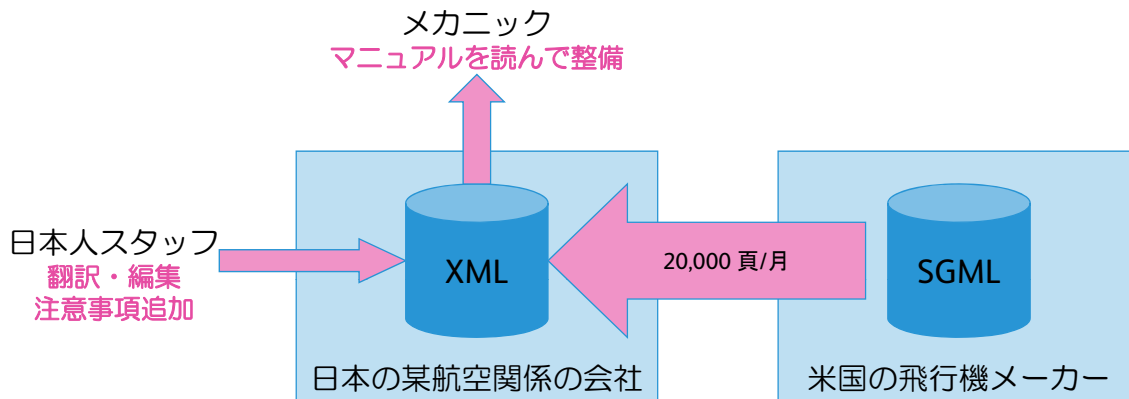 メカニック
マニュアルを読んで整備
日本人スタッフ
翻訳・編集
注意事項追加
XML
20,000 頁/月
SGML
日本の某航空関係の会社
米国の飛行機メーカー